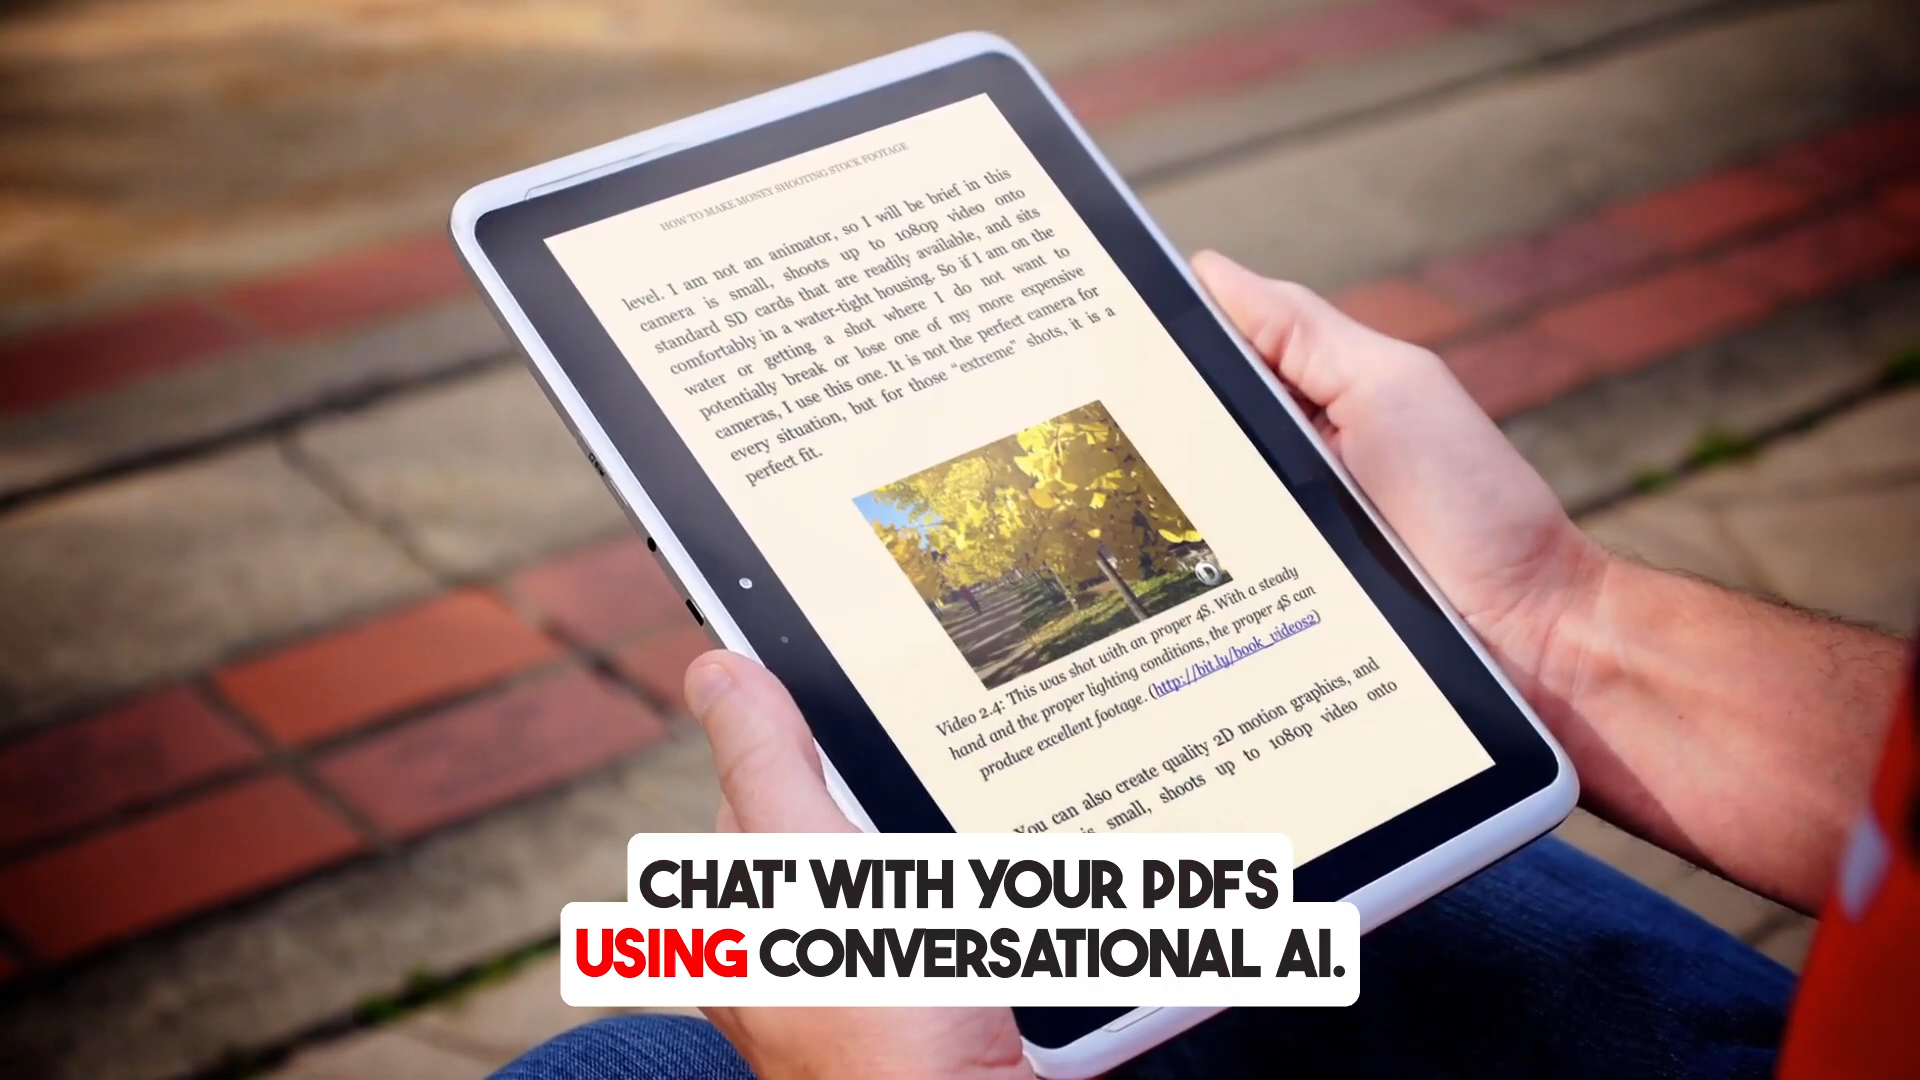 HOW TO MAKE MONEY SHOOTING STOCK FOOTAGE
level. I am not an animator, so I will be brief in this
camera is small, shoots up to 1080p video onto
standard SD cards that are readily available, and sits
comfortably in a water-tight housing. So if I am on the
water or getting a shot where I do not want to
potentially break or lose one of my more expensive
cameras, I use this one. It is not the perfect camera for
every situation, but for those “extreme” shots, it is a
perfect fit.
Video 2.4: This was shot with an proper 4S. With a steady
hand and the proper lighting conditions, the proper 4S can
produce excellent footage. (http://bit.ly/book_videos2)
You can also create quality 2D motion graphics, and
is small, shoots up to 1080p video onto
CHAT' WITH YOUR PDFS
USING CONVERSATIONAL AI.